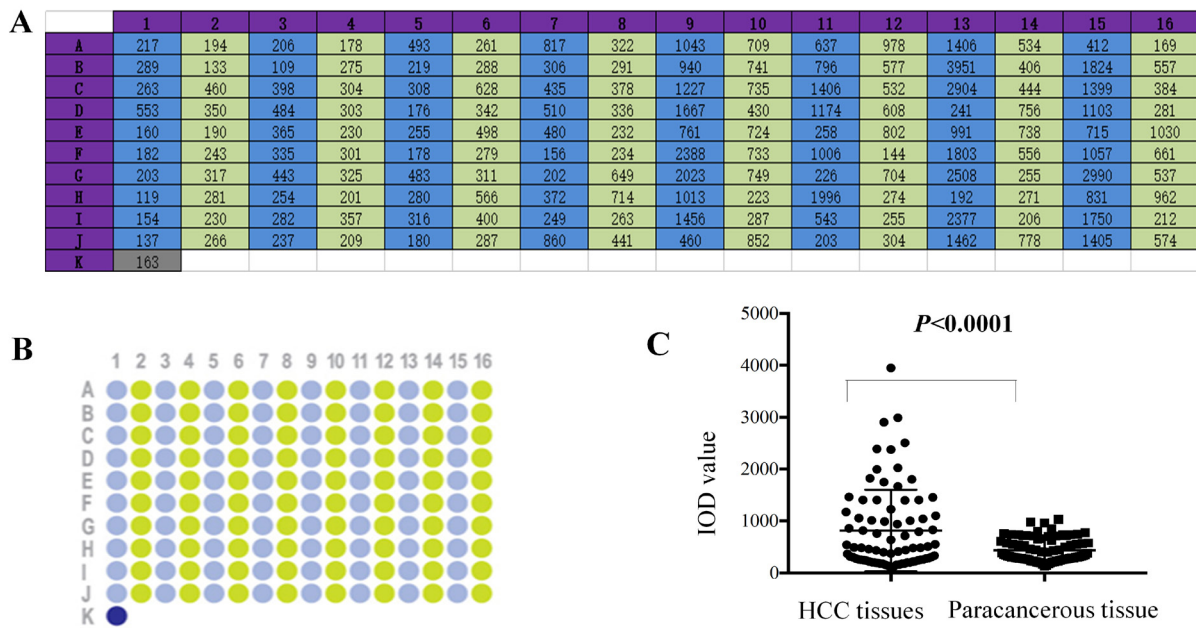 A
1 2 3 4 5 6 7 8 9 10 11 12 13 14 15 16
A 217 194 206 178 493 261 817 322 1043 709 637 978 1406 534 412 169
B 289 133 109 275 219 288 306 291 940 741 796 577 3951 406 1824 557
C 263 460 398 304 308 628 435 378 1227 735 1406 532 2904 444 1399 384
D 553 350 484 303 176 342 510 336 1667 430 1174 608 241 756 1103 281
E 160 190 365 230 255 498 480 232 761 724 258 802 991 738 715 1030
F 182 243 335 301 178 279 156 234 2388 733 1006 144 1803 556 1057 661
G 203 317 443 325 483 311 202 649 2023 749 226 704 2508 255 2990 537
H 119 281 254 201 280 566 372 714 1013 223 1996 274 192 271 831 962
I 154 230 282 357 316 400 249 263 1456 287 543 255 2377 206 1750 212
J 137 266 237 209 180 287 860 441 460 852 203 304 1462 778 1405 574
K 163
B
1 2 3 4 5 6 7 8 9 10 11 12 13 14 15 16
A
B
C
D
E
F
G
H
I
J
K
C
P<0.0001
IOD value
5000
4000
3000
2000
1000
0
HCC tissues Paracancerous tissue